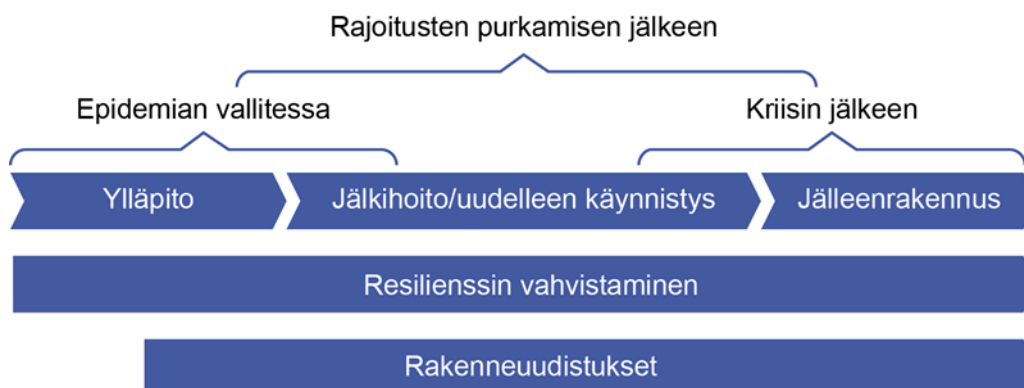 Rajoitusten purkamisen jälkeen
Epidemian vallitessa
Kriisin jälkeen
Ylläpito
Jälkihoito/uudelleen käynnistys
Jälleenrakennus
Resilienssin vahvistaminen
Rakenneuudistukset